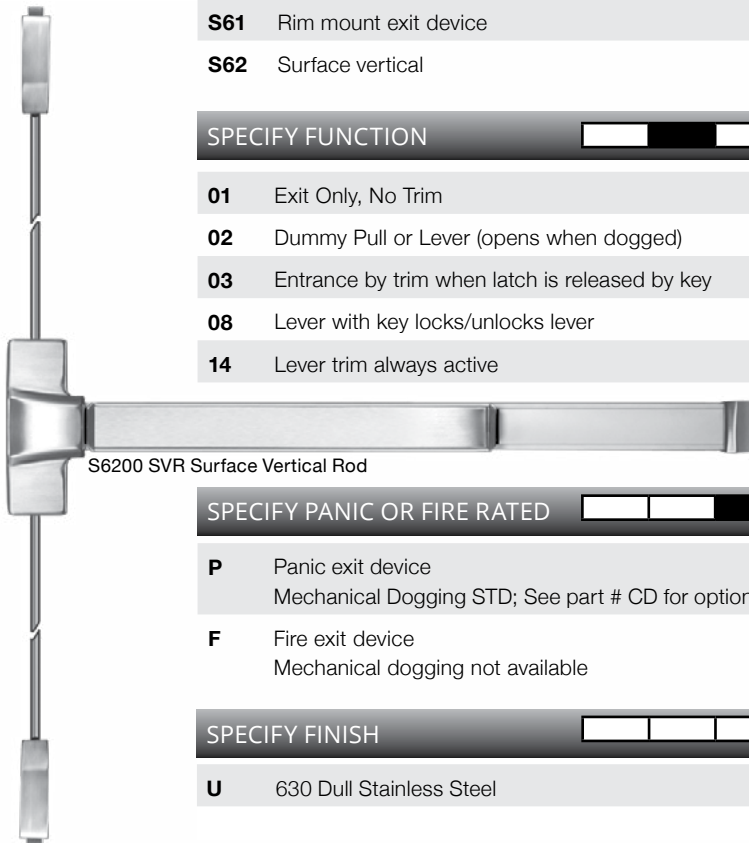 S61 Rim mount exit device
S62 Surface vertical
SPECIFY FUNCTION
01 Exit Only, No Trim
02 Dummy Pull or Lever (opens when dogged)
03 Entrance by trim when latch is released by key
08 Lever with key locks/unlocks lever
14 Lever trim always active
S6200 SVR Surface Vertical Rod
SPECIFY PANIC OR FIRE RATED
P Panic exit device
Mechanical Dogging STD; See part # CD for option
F Fire exit device
Mechanical dogging not available
SPECIFY FINISH
U 630 Dull Stainless Steel